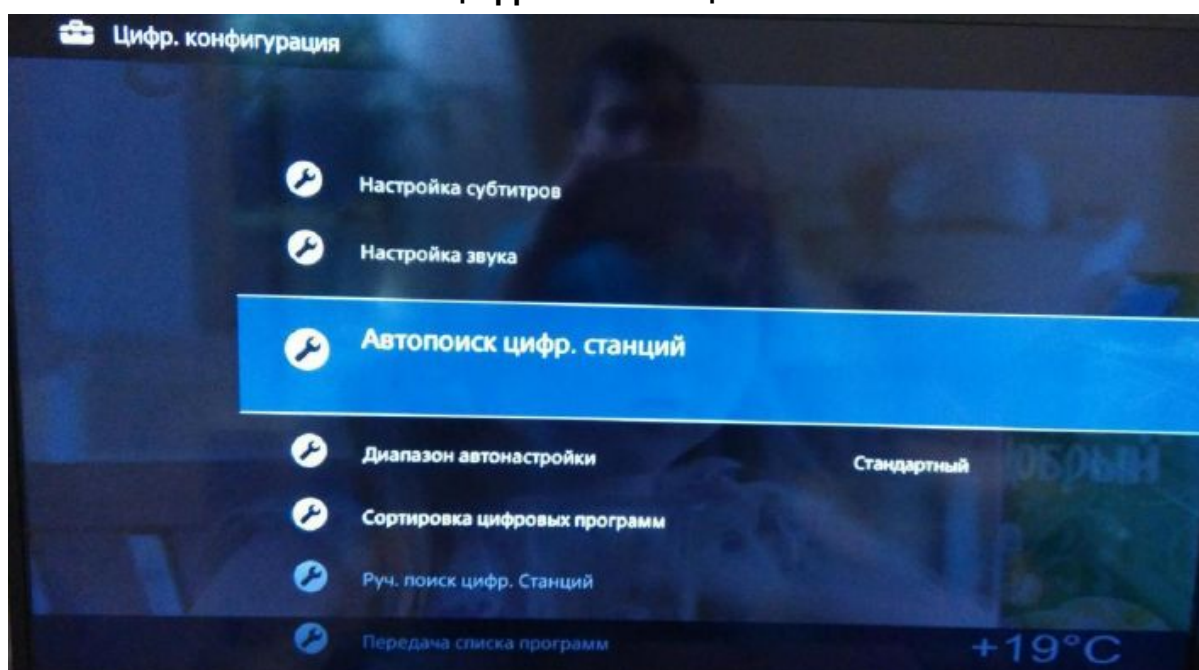 Цифр. конфигурация
Настройка субтитров
Настройка звука
Автопоиск цифр. станций
Диапазон автонастройки Стандартный
Сортировка цифровых программ
Руч. поиск цифр. Станций
Передача списка программ
+19°C